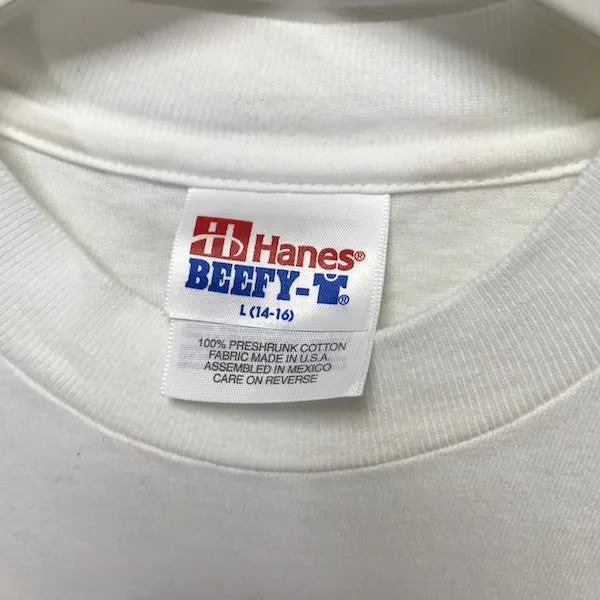 Hanes®
BEEFY-T®
L (14-16)
100% PRESHRUNK COTTON
FABRIC MADE IN U.S.A.
ASSEMBLED IN MEXICO
CARE ON REVERSE